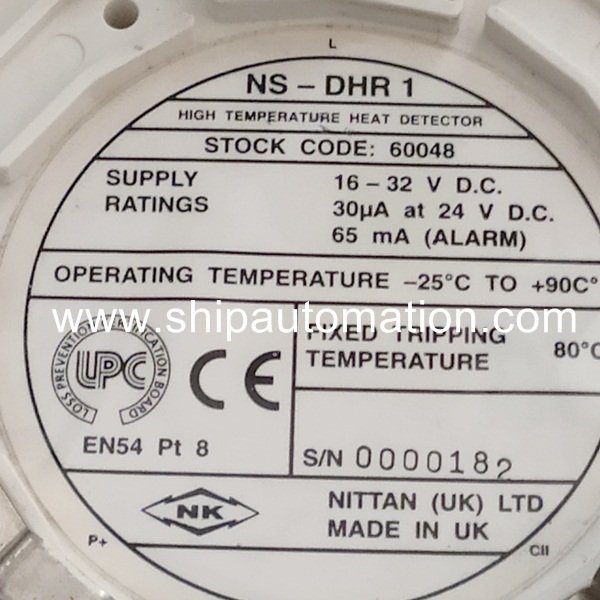 L
NS – DHR 1
HIGH TEMPERATURE HEAT DETECTOR
STOCK CODE: 60048
SUPPLY RATINGS
16 – 32 V D.C.
30µA at 24 V D.C.
65 mA (ALARM)
OPERATING TEMPERATURE –25°C TO +90C°
www.shipautomation.com
LOSS PREVENTION CERTIFICATION BOARD
LPC
CE
EN54 Pt 8
FIXED TRIPPING
TEMPERATURE
80°C
S/N 0000182
NK
NITTAN (UK) LTD
MADE IN UK
P+
CII